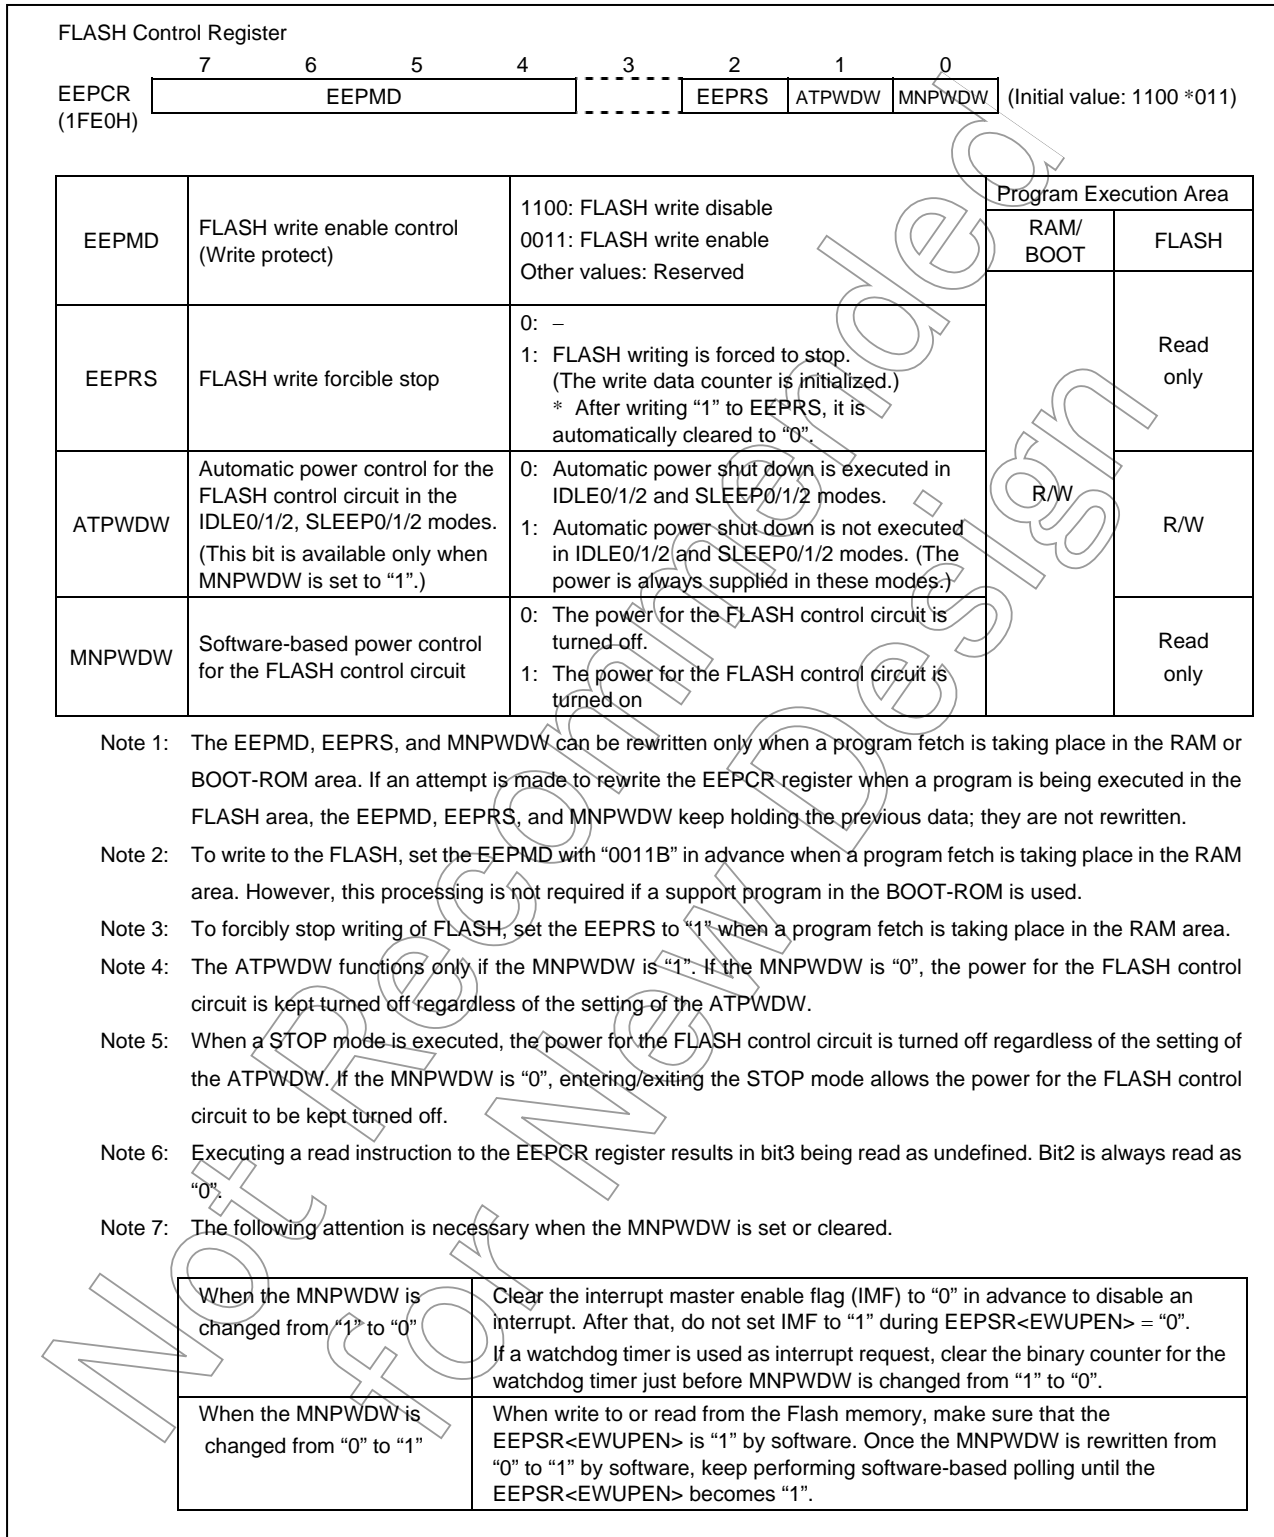 FLASH Control Register
7 6 5 4 3 2 1 0
EEPCR EEPMD EEPRS ATPWDW MNPWDW (Initial value: 1100 *011)
(1FE0H)
Program Execution Area
RAM/
BOOT
FLASH
EEPMD
FLASH write enable control
(Write protect)
1100: FLASH write disable
0011: FLASH write enable
Other values: Reserved
EEPRS
FLASH write forcible stop
0: −
1: FLASH writing is forced to stop.
(The write data counter is initialized.)
* After writing “1” to EEPRS, it is
automatically cleared to “0”.
Read
only
ATPWDW
Automatic power control for the
FLASH control circuit in the
IDLE0/1/2, SLEEP0/1/2 modes.
(This bit is available only when
MNPWDW is set to “1”.)
0: Automatic power shut down is executed in
IDLE0/1/2 and SLEEP0/1/2 modes.
1: Automatic power shut down is not executed
in IDLE0/1/2 and SLEEP0/1/2 modes. (The
power is always supplied in these modes.)
R/W
R/W
MNPWDW
Software-based power control
for the FLASH control circuit
0: The power for the FLASH control circuit is
turned off.
1: The power for the FLASH control circuit is
turned on
Read
only
Note 1: The EEPMD, EEPRS, and MNPWDW can be rewritten only when a program fetch is taking place in the RAM or
BOOT-ROM area. If an attempt is made to rewrite the EEPCR register when a program is being executed in the
FLASH area, the EEPMD, EEPRS, and MNPWDW keep holding the previous data; they are not rewritten.
Note 2: To write to the FLASH, set the EEPMD with “0011B” in advance when a program fetch is taking place in the RAM
area. However, this processing is not required if a support program in the BOOT-ROM is used.
Note 3: To forcibly stop writing of FLASH, set the EEPRS to “1” when a program fetch is taking place in the RAM area.
Note 4: The ATPWDW functions only if the MNPWDW is “1”. If the MNPWDW is “0”, the power for the FLASH control
circuit is kept turned off regardless of the setting of the ATPWDW.
Note 5: When a STOP mode is executed, the power for the FLASH control circuit is turned off regardless of the setting of
the ATPWDW. If the MNPWDW is “0”, entering/exiting the STOP mode allows the power for the FLASH control
circuit to be kept turned off.
Note 6: Executing a read instruction to the EEPCR register results in bit3 being read as undefined. Bit2 is always read as
“0”.
Note 7: The following attention is necessary when the MNPWDW is set or cleared.
When the MNPWDW is
changed from “1” to “0”
Clear the interrupt master enable flag (IMF) to “0” in advance to disable an
interrupt. After that, do not set IMF to “1” during EEPSR<EWUPEN> = “0”.
If a watchdog timer is used as interrupt request, clear the binary counter for the
watchdog timer just before MNPWDW is changed from “1” to “0”.
When the MNPWDW is
changed from “0” to “1”
When write to or read from the Flash memory, make sure that the
EEPSR<EWUPEN> is “1” by software. Once the MNPWDW is rewritten from
“0” to “1” by software, keep performing software-based polling until the
EEPSR<EWUPEN> becomes “1”.
Not Recommended
for New Design